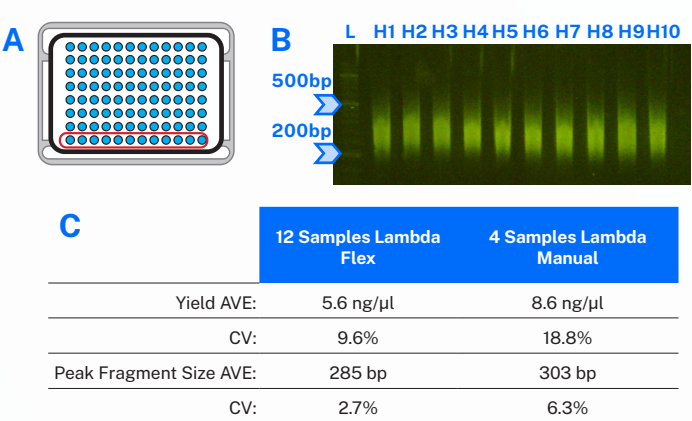 A
B
L H1 H2 H3 H4 H5 H6 H7 H8 H9 H10
500bp
200bp
C
12 Samples Lambda Flex
4 Samples Lambda Manual
Yield AVE: 5.6 ng/µl 8.6 ng/µl
CV: 9.6% 18.8%
Peak Fragment Size AVE: 285 bp 303 bp
CV: 2.7% 6.3%